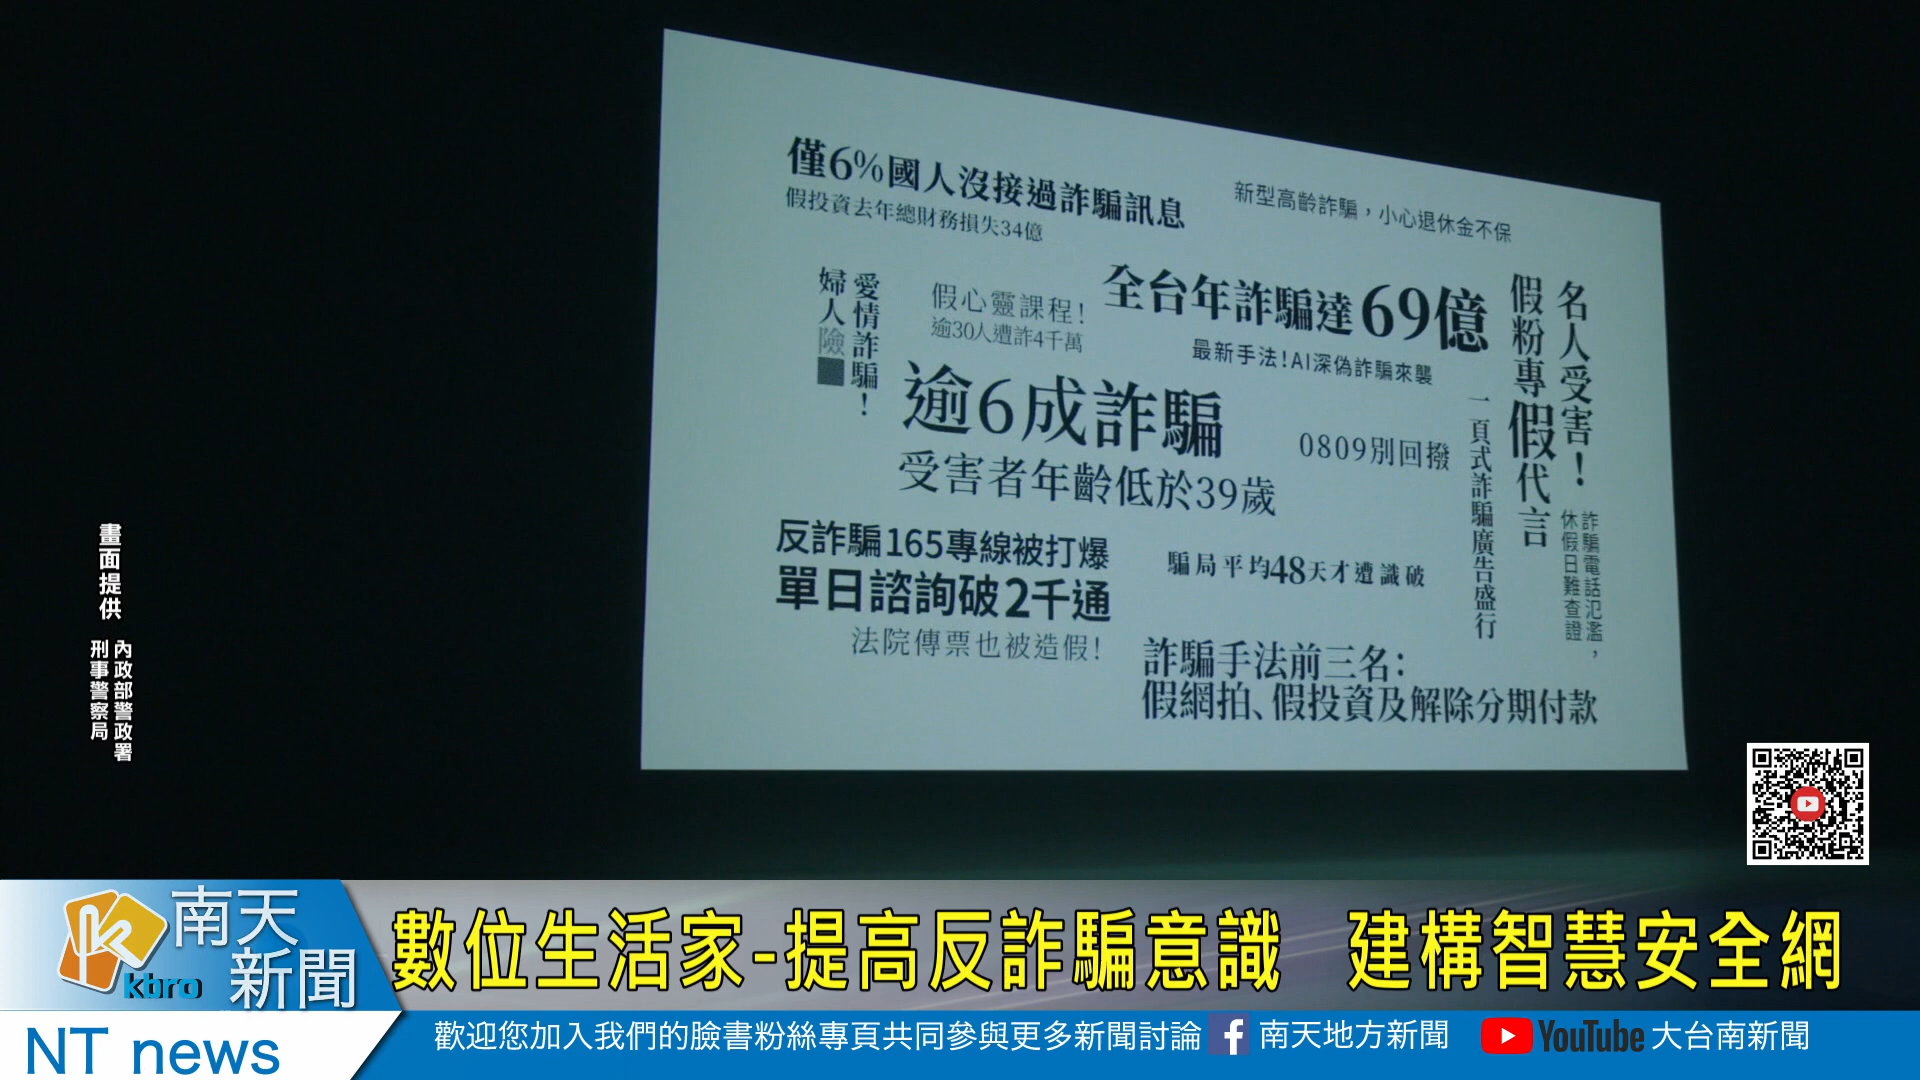 僅6%國人沒接過詐騙訊息
假投資去年總財務損失34億
新型高齡詐騙，小心退休金不保
愛情詐騙！
婦人險
假心靈課程！
逾30人遭詐4千萬
全台年詐騙達69億
最新手法！AI深偽詐騙來襲
名人受害！
假粉專假代言
逾6成詐騙
受害者年齡低於39歲
0809別回撥
一頁式詐騙廣告盛行
詐騙電話氾濫，
休假日難查證
反詐騙165專線被打爆
單日諮詢破2千通
法院傳票也被造假！
騙局平均48天才遭識破
詐騙手法前三名：
假網拍、假投資及解除分期付款
畫面提供
內政部警政署
刑事警察局
kbro
南天
新聞
數位生活家-提高反詐騙意識 建構智慧安全網
NT news
歡迎您加入我們的臉書粉絲專頁共同參與更多新聞討論 f 南天地方新聞 YouTube 大台南新聞